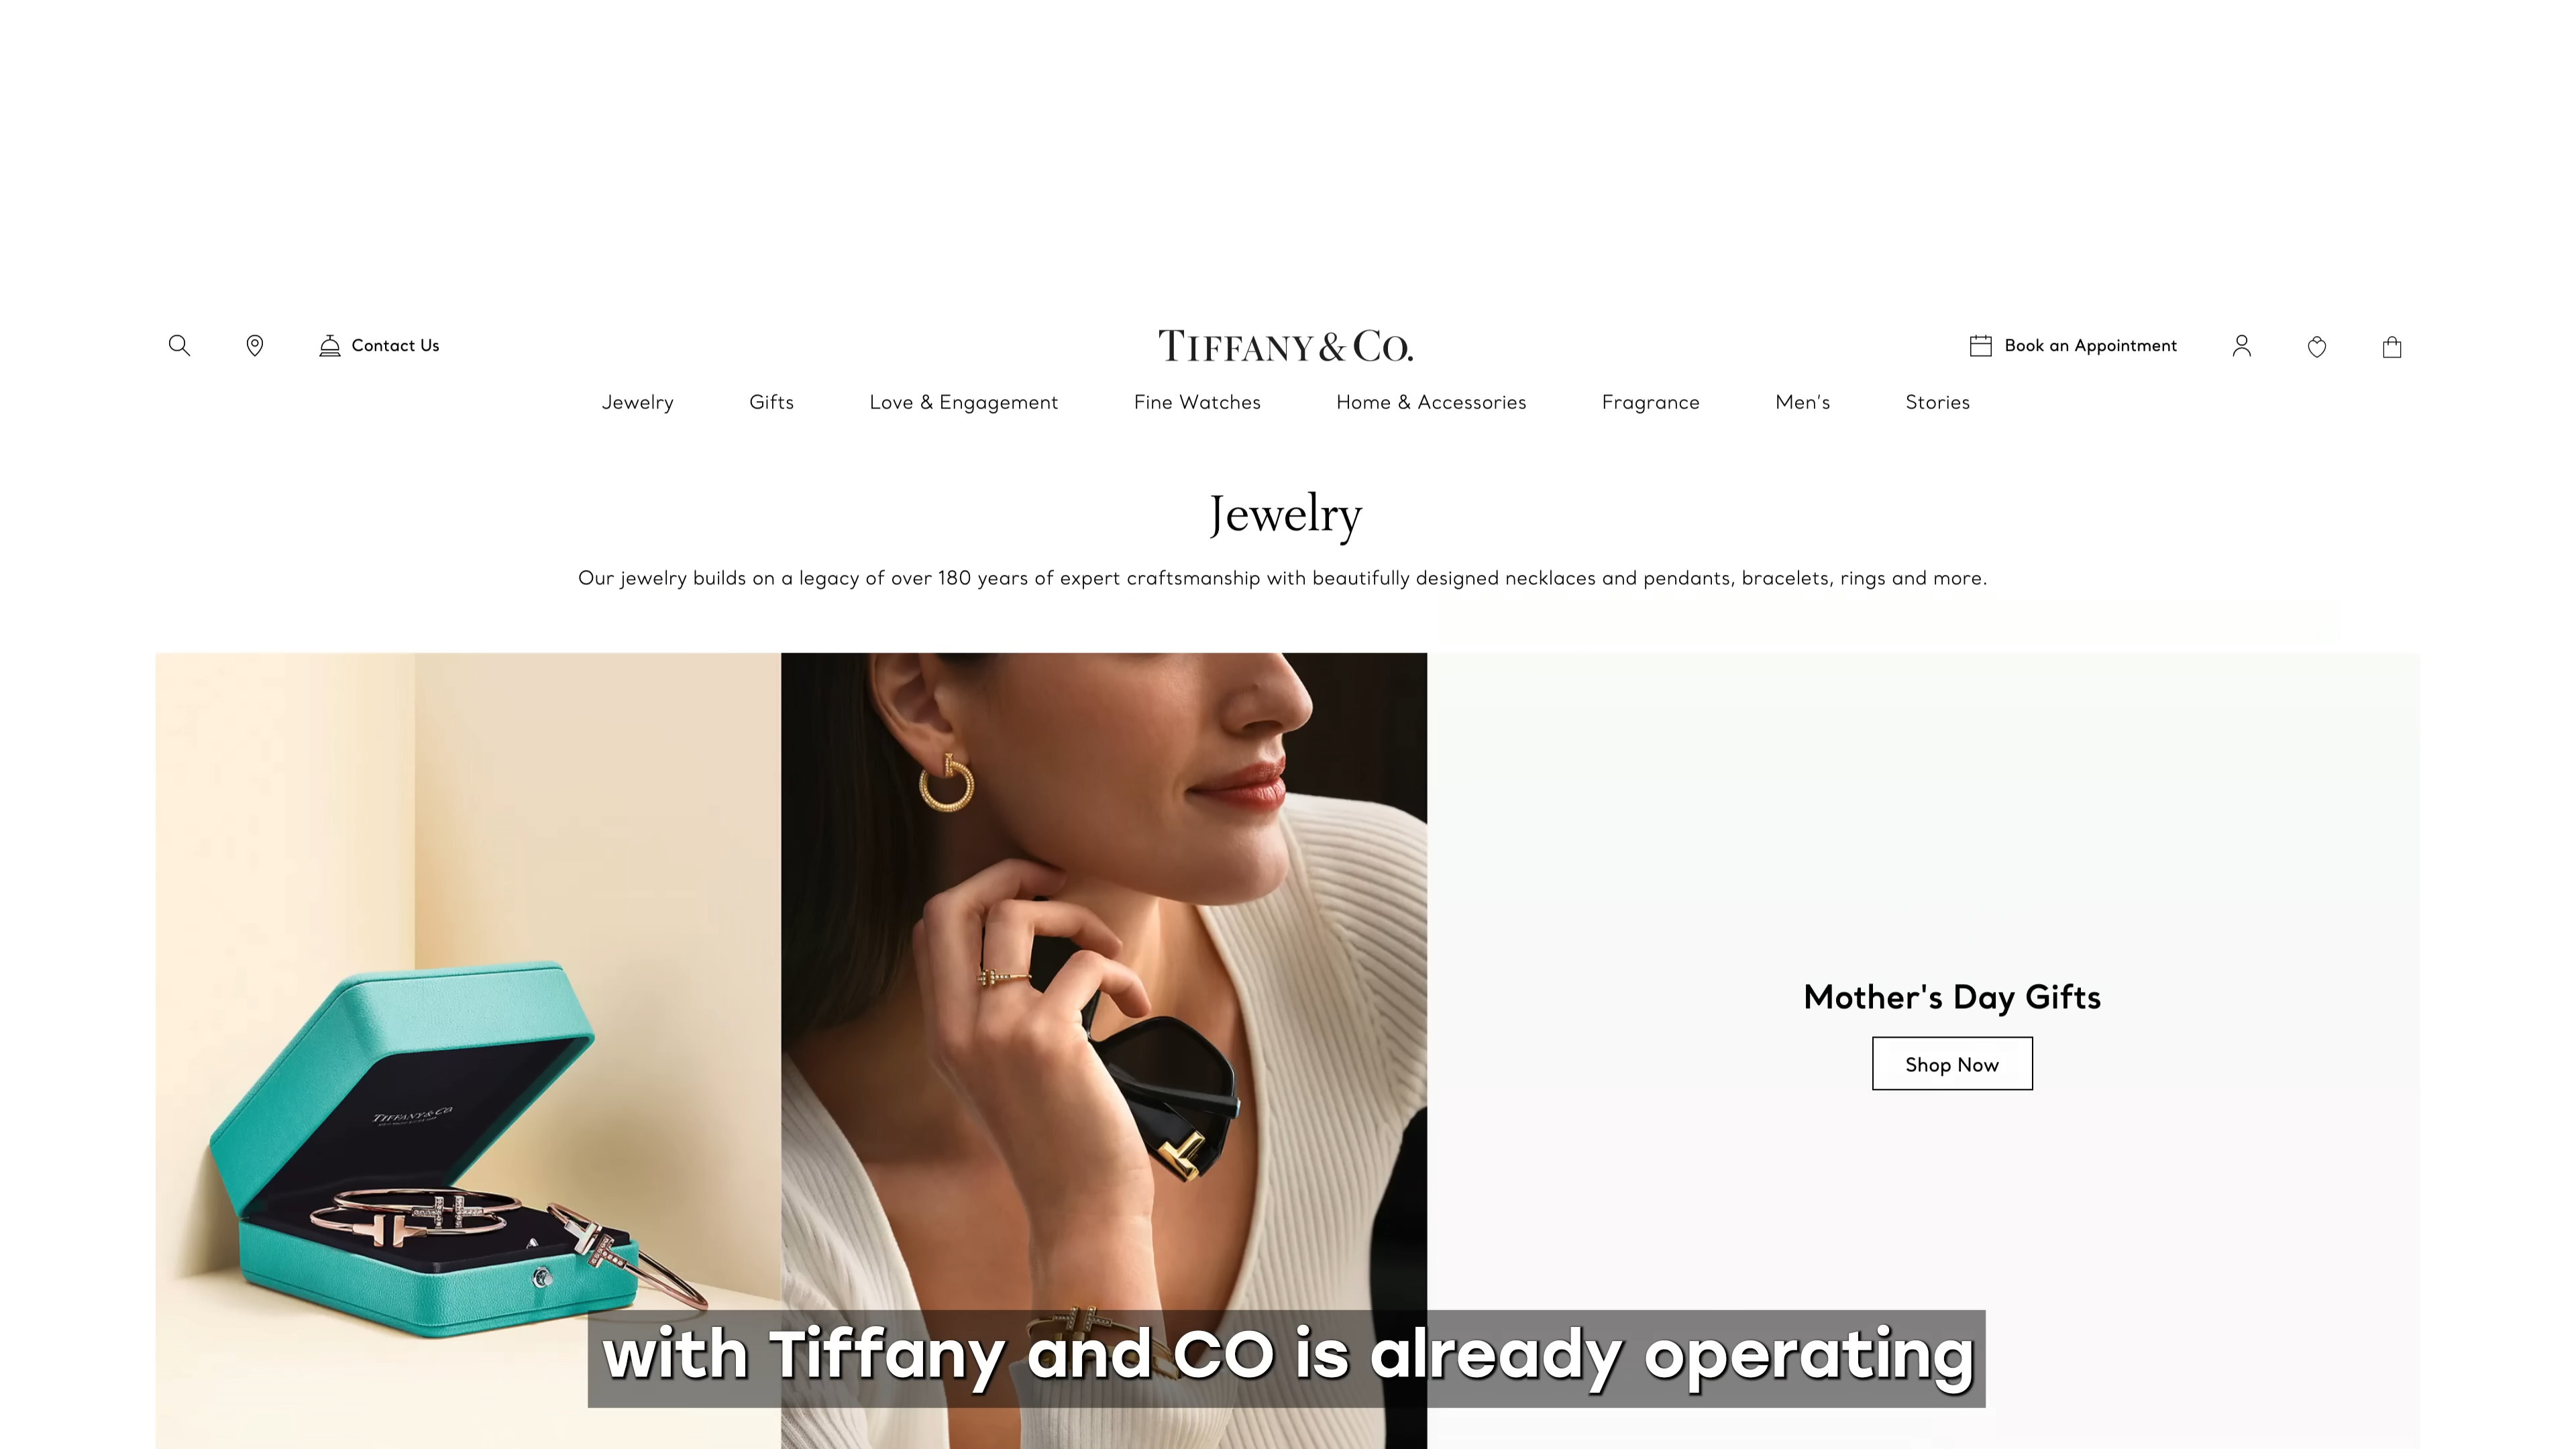 Contact Us
TIFFANY & CO.
Book an Appointment
Jewelry Gifts Love & Engagement Fine Watches Home & Accessories Fragrance Men's Stories
Jewelry
Our jewelry builds on a legacy of over 180 years of expert craftsmanship with beautifully designed necklaces and pendants, bracelets, rings and more.
TIFFANY & CO.
Mother's Day Gifts
Shop Now
with Tiffany and CO is already operating